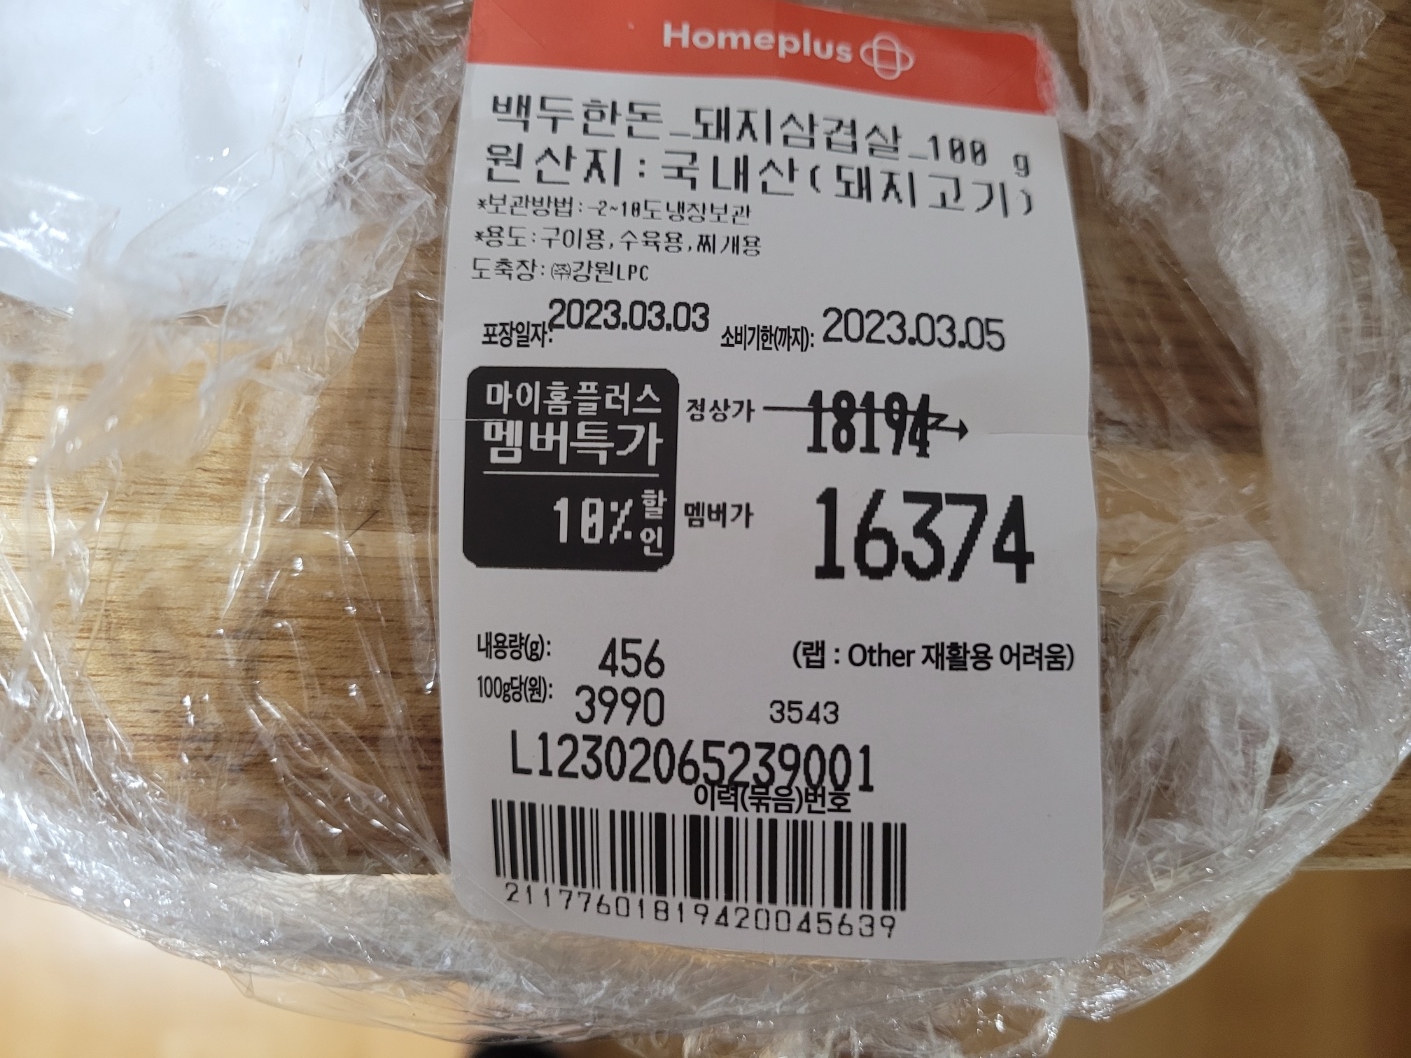 Homeplus
백두한돈_돼지삼겹살_100 g
원산지:국내산(돼지고기)
*보관방법:-2~10도냉장보관
*용도:구이용,수육용,찌개용
도축장:㈜강원LPC
포장일자: 2023.03.03 소비기한(까지): 2023.03.05
마이홈플러스
멤버특가
10% 할인
정상가 18194
멤버가 16374
내용량(g): 456 (랩 : Other 재활용 어려움)
100g당(원): 3990 3543
L12302065239001
이력(묶음)번호
2117760181942004563​9